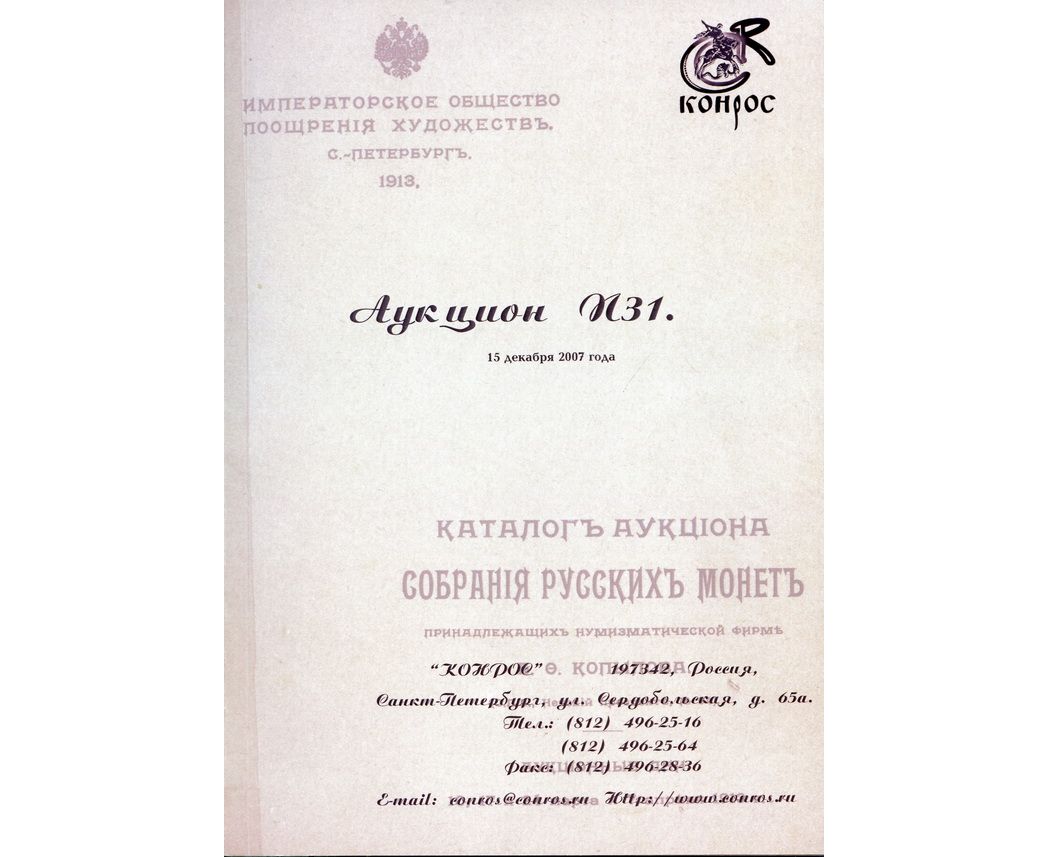 КОНРОС
ИМПЕРАТОРСКОЕ ОБЩЕСТВО
ПООЩРЕНІЯ ХУДОЖЕСТВЪ.
С.-ПЕТЕРБУРГЪ.
1913.
Аукцион N31.
15 декабря 2007 года
КАТАЛОГЪ АУКЦІОНА
СОБРАНІЯ РУССКИХЪ МОНЕТЪ
ПРИНАДЛЕЖАЩИХЪ НУМИЗМАТИЧЕСКОЙ ФИРМѢ
Ѳ. КОПЫЛОВА
"КОНРОС" 197342, Россия,
Санкт-Петербург, ул. Сердобольская, д. 65а.
Тел.: (812) 496-25-16
(812) 496-25-64
Факс: (812) 496-28-36
E-mail: conros@conros.ru Http://www.conros.ru